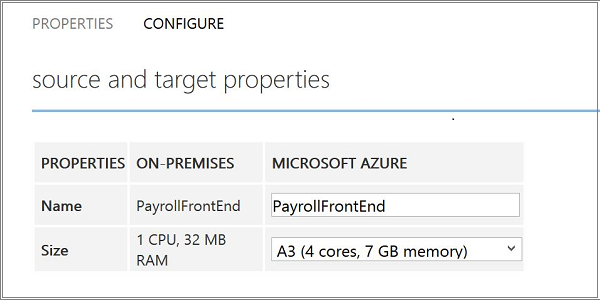 PROPERTIES CONFIGURE
source and target properties
PROPERTIES ON-PREMISES MICROSOFT AZURE
Name PayrollFrontEnd PayrollFrontEnd
Size 1 CPU, 32 MB RAM A3 (4 cores, 7 GB memory)